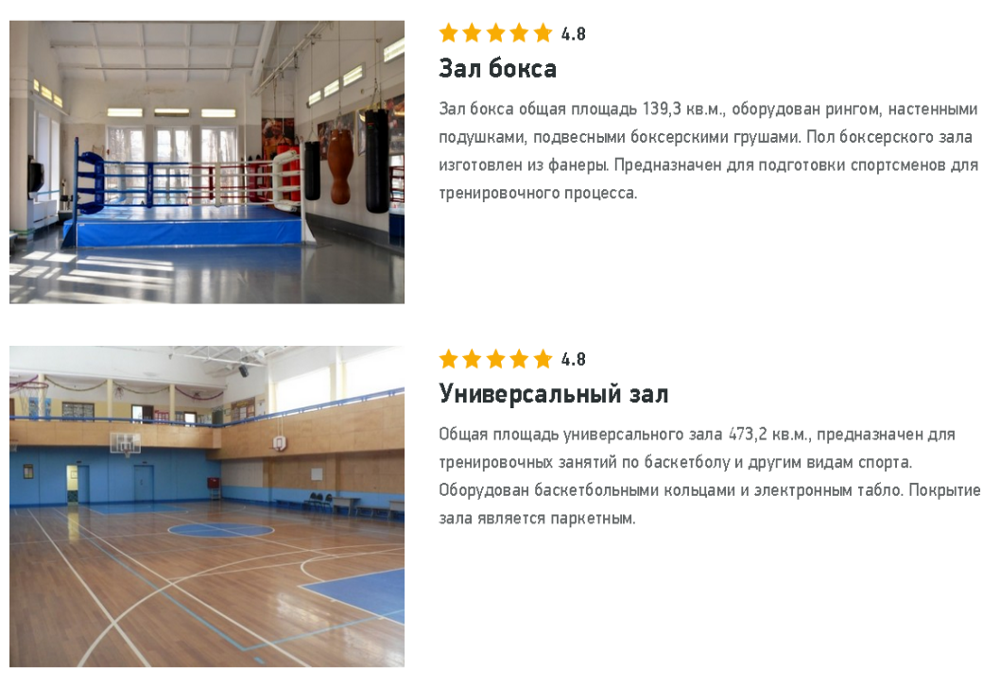 4.8
Зал бокса
Зал бокса общая площадь 139,3 кв.м., оборудован рингом, настенными
подушками, подвесными боксерскими грушами. Пол боксерского зала
изготовлен из фанеры. Предназначен для подготовки спортсменов для
тренировочного процесса.
4.8
Универсальный зал
Общая площадь универсального зала 473,2 кв.м., предназначен для
тренировочных занятий по баскетболу и другим видам спорта.
Оборудован баскетбольными кольцами и электронным табло. Покрытие
зала является паркетным.